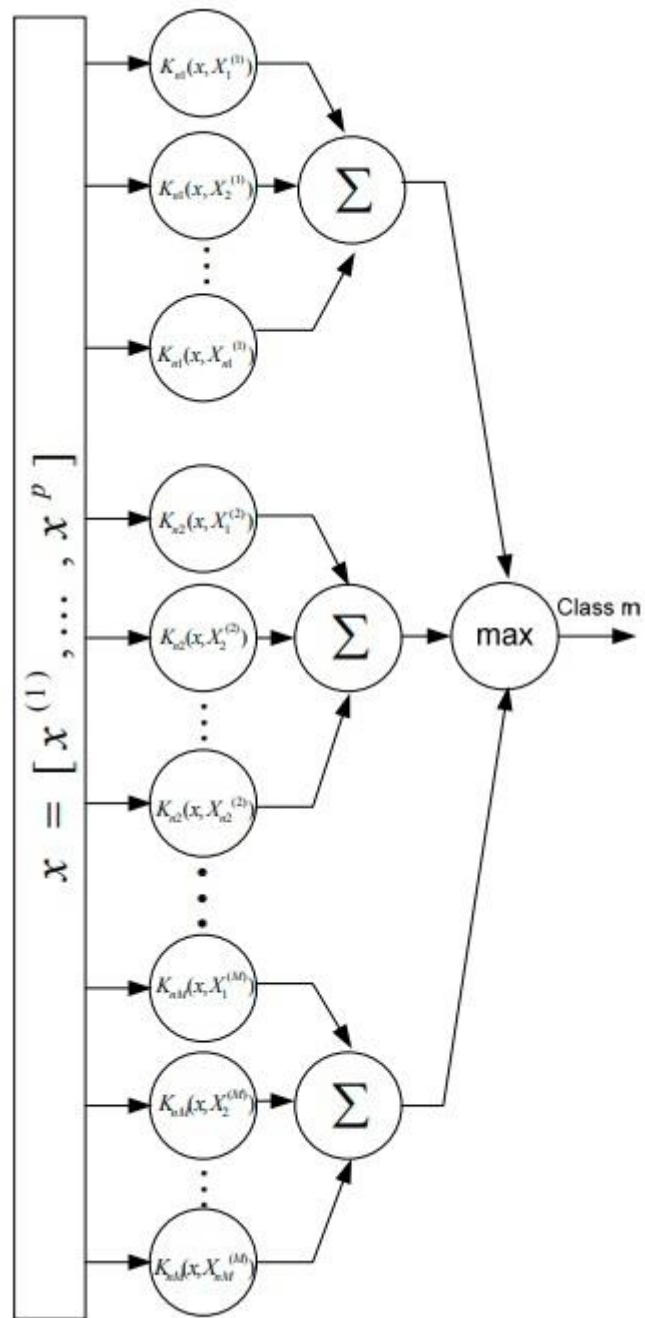 x = [ x^(1) ,..., x^p ]
K_n1(x, X_1^(1))
K_n1(x, X_2^(1))
K_n1(x, X_n1^(1))
Σ
K_n2(x, X_1^(2))
K_n2(x, X_2^(2))
K_n2(x, X_n2^(2))
Σ
max
Class m
K_nM(x, X_1^(M))
K_nM(x, X_2^(M))
K_nM(x, X_nM^(M))
Σ